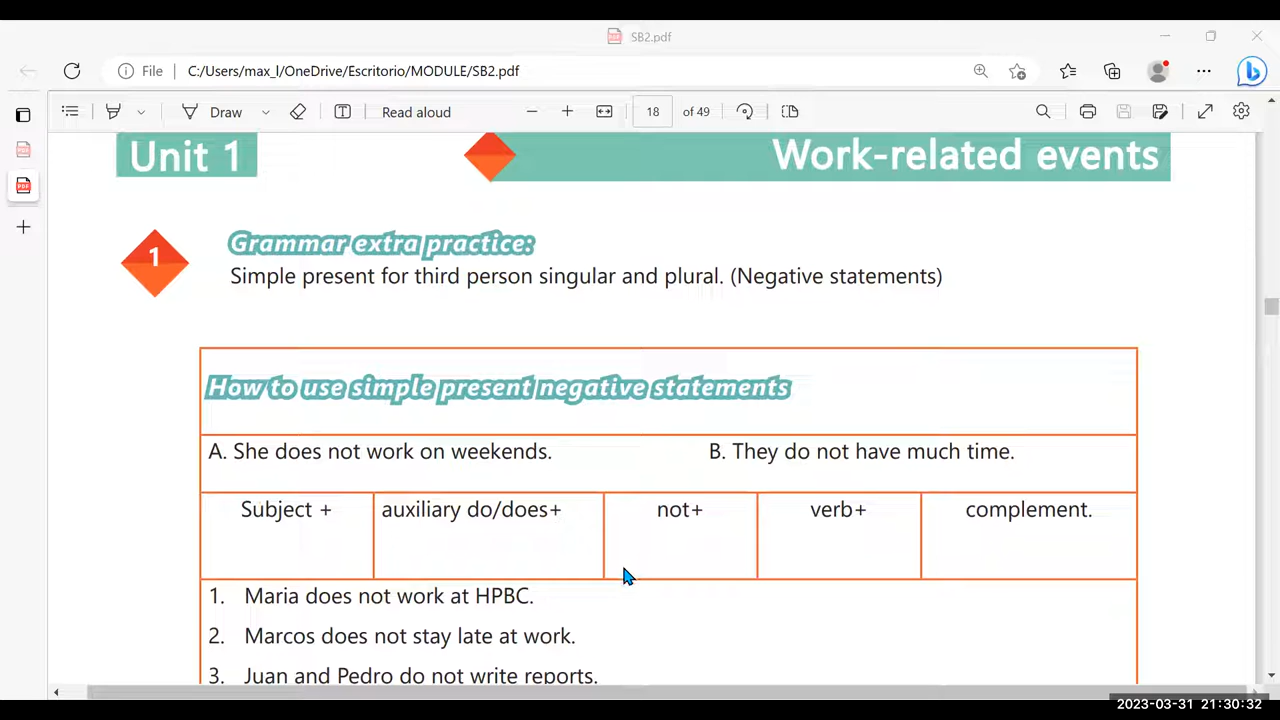 SB2.pdf
File C:/Users/max_l/OneDrive/Escritorio/MODULE/SB2.pdf
Draw Read aloud 18 of 49
Unit 1 Work-related events
1 Grammar extra practice:
Simple present for third person singular and plural. (Negative statements)
How to use simple present negative statements
A. She does not work on weekends. B. They do not have much time.
Subject + auxiliary do/does+ not+ verb+ complement.
1. Maria does not work at HPBC.
2. Marcos does not stay late at work.
3. Juan and Pedro do not write reports.
2023-03-31 21:30:32